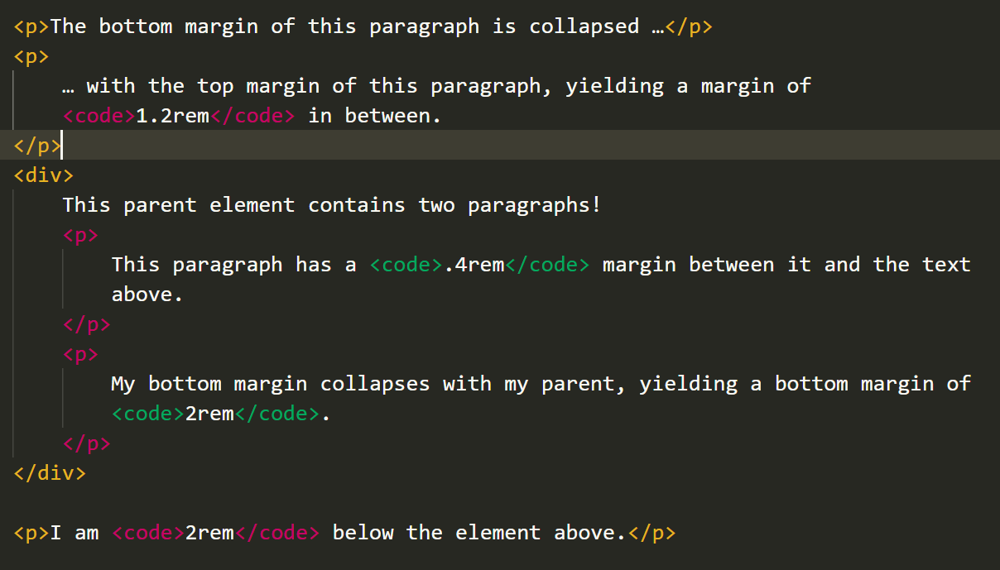 <p>The bottom margin of this paragraph is collapsed …</p>
<p>
    … with the top margin of this paragraph, yielding a margin of
    <code>1.2rem</code> in between.
</p>
<div>
    This parent element contains two paragraphs!
    <p>
        This paragraph has a <code>.4rem</code> margin between it and the text
        above.
    </p>
    <p>
        My bottom margin collapses with my parent, yielding a bottom margin of
        <code>2rem</code>.
    </p>
</div>

<p>I am <code>2rem</code> below the element above.</p>